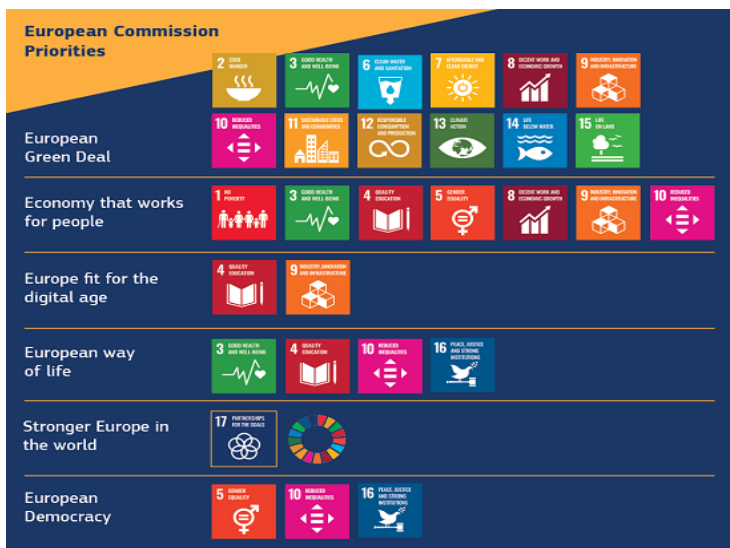 European Commission
Priorities
2 ZERO
HUNGER
3 GOOD HEALTH
AND WELL-BEING
6 CLEAN WATER
AND SANITATION
7 AFFORDABLE AND
CLEAN ENERGY
8 DECENT WORK AND
ECONOMIC GROWTH
9 INDUSTRY, INNOVATION
AND INFRASTRUCTURE
European
Green Deal
10 REDUCED
INEQUALITIES
11 SUSTAINABLE CITIES
AND COMMUNITIES
12 RESPONSIBLE
CONSUMPTION
AND PRODUCTION
13 CLIMATE
ACTION
14 LIFE
BELOW WATER
15 LIFE
ON LAND
Economy that works
for people
1 NO
POVERTY
3 GOOD HEALTH
AND WELL-BEING
4 QUALITY
EDUCATION
5 GENDER
EQUALITY
8 DECENT WORK AND
ECONOMIC GROWTH
9 INDUSTRY, INNOVATION
AND INFRASTRUCTURE
10 REDUCED
INEQUALITIES
Europe fit for the
digital age
4 QUALITY
EDUCATION
9 INDUSTRY, INNOVATION
AND INFRASTRUCTURE
European way
of life
3 GOOD HEALTH
AND WELL-BEING
4 QUALITY
EDUCATION
10 REDUCED
INEQUALITIES
16 PEACE, JUSTICE
AND STRONG
INSTITUTIONS
Stronger Europe in
the world
17 PARTNERSHIPS
FOR THE GOALS
European
Democracy
5 GENDER
EQUALITY
10 REDUCED
INEQUALITIES
16 PEACE, JUSTICE
AND STRONG
INSTITUTIONS